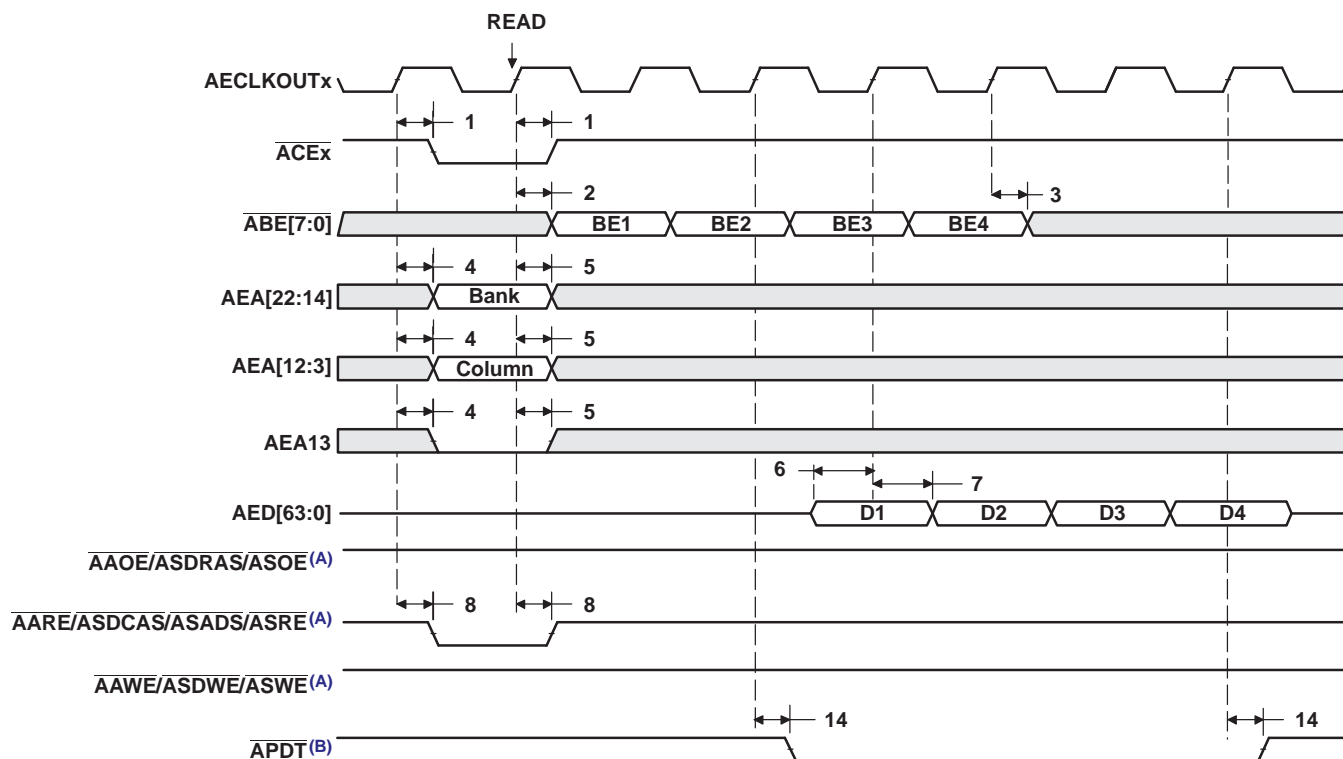 READ
AECLKOUTx
1 1
ACEx
2 3
ABE[7:0] BE1 BE2 BE3 BE4
4 5
AEA[22:14] Bank
4 5
AEA[12:3] Column
4 5
AEA13
6 7
AED[63:0] D1 D2 D3 D4
AAOE/ASDRAS/ASOE(A)
8 8
AARE/ASDCAS/ASADS/ASRE(A)
AAWE/ASDWE/ASWE(A)
14 14
APDT(B)